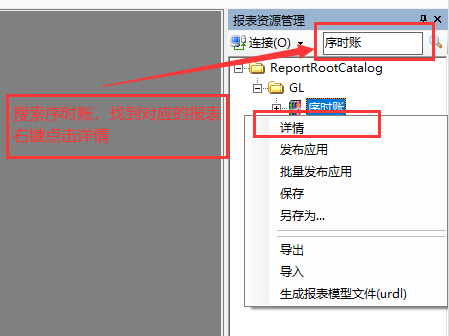 报表资源管理
连接(O)
序时账
ReportRootCatalog
GL
序时账
搜索序时账，找到对应的报表
右键点击详情
详情
发布应用
批量发布应用
保存
另存为...
导出
导入
生成报表模型文件(urdl)